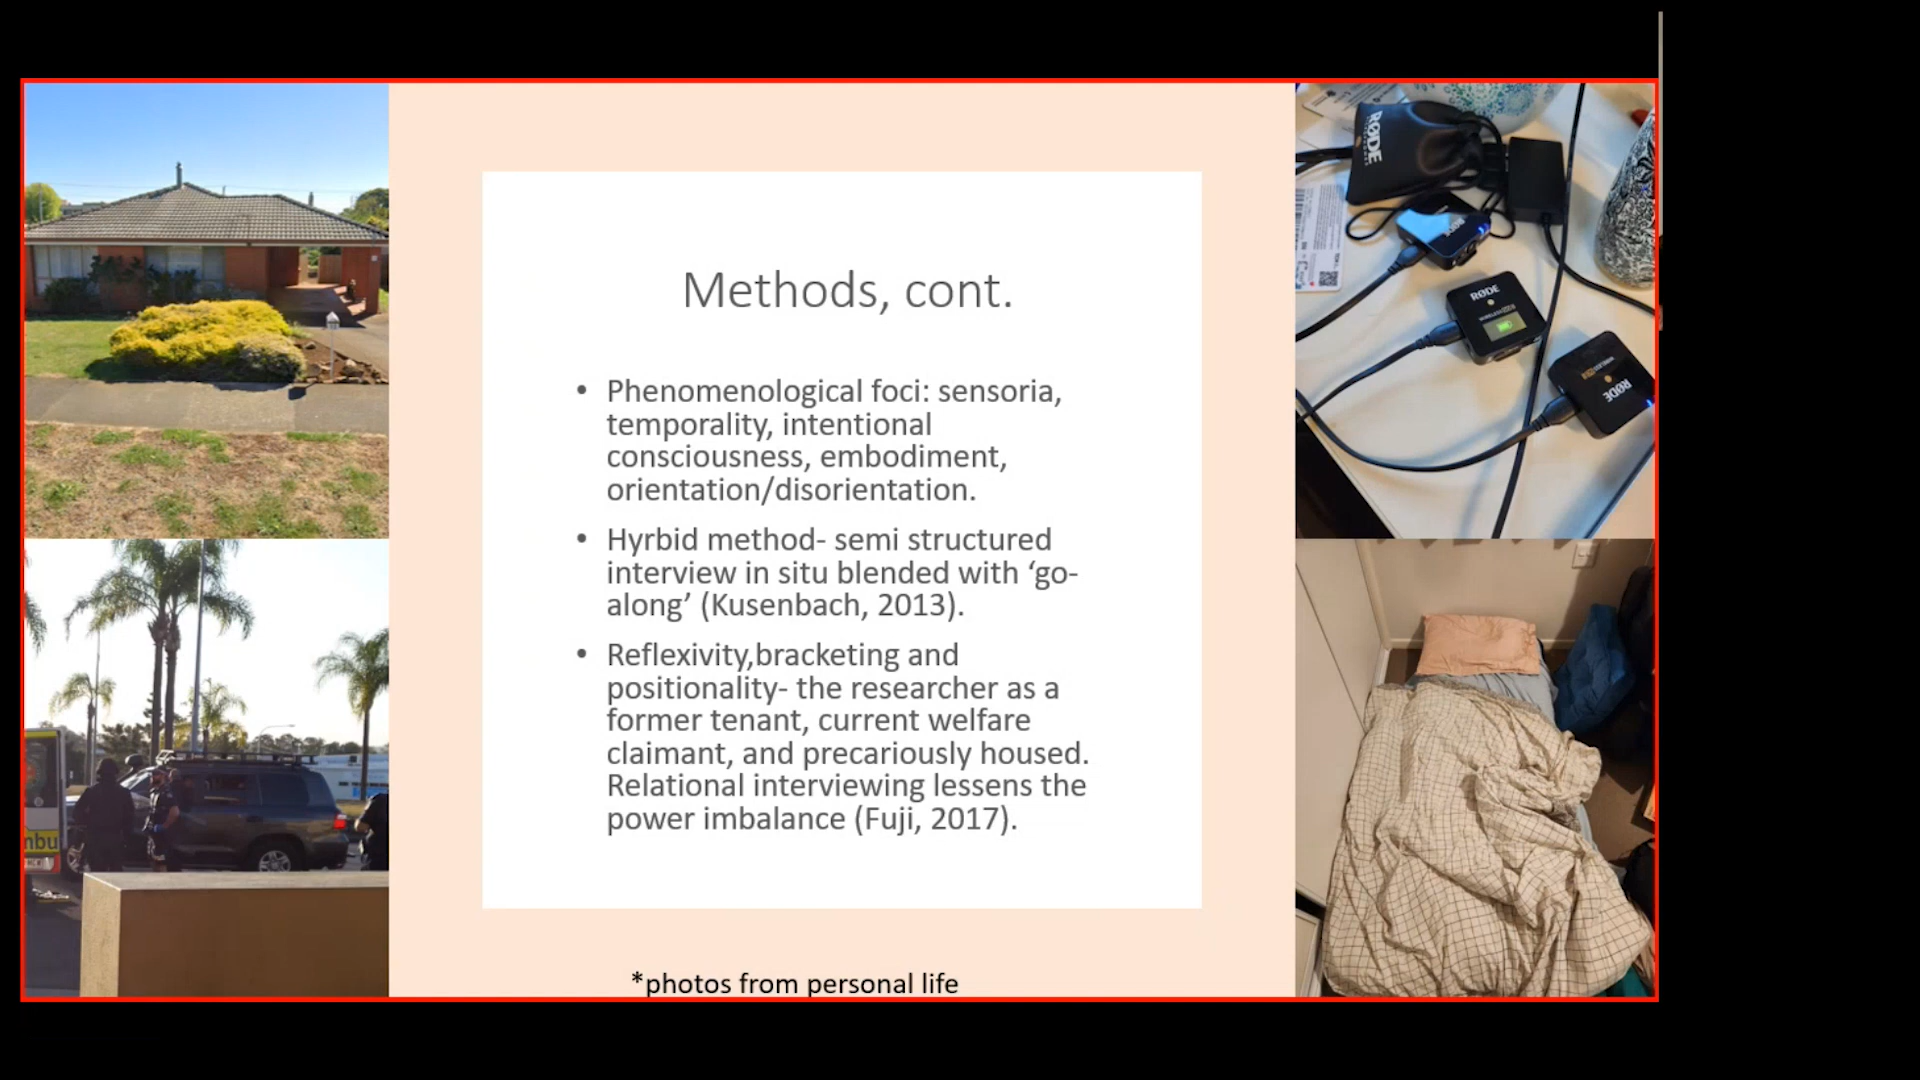 Methods, cont.
• Phenomenological foci: sensoria,
temporality, intentional
consciousness, embodiment,
orientation/disorientation.
• Hyrbid method- semi structured
interview in situ blended with ‘go-
along’ (Kusenbach, 2013).
• Reflexivity,bracketing and
positionality- the researcher as a
former tenant, current welfare
claimant, and precariously housed.
Relational interviewing lessens the
power imbalance (Fuji, 2017).
*photos from personal life
RØDE
RØDE
RØDE
RØDE
mbu